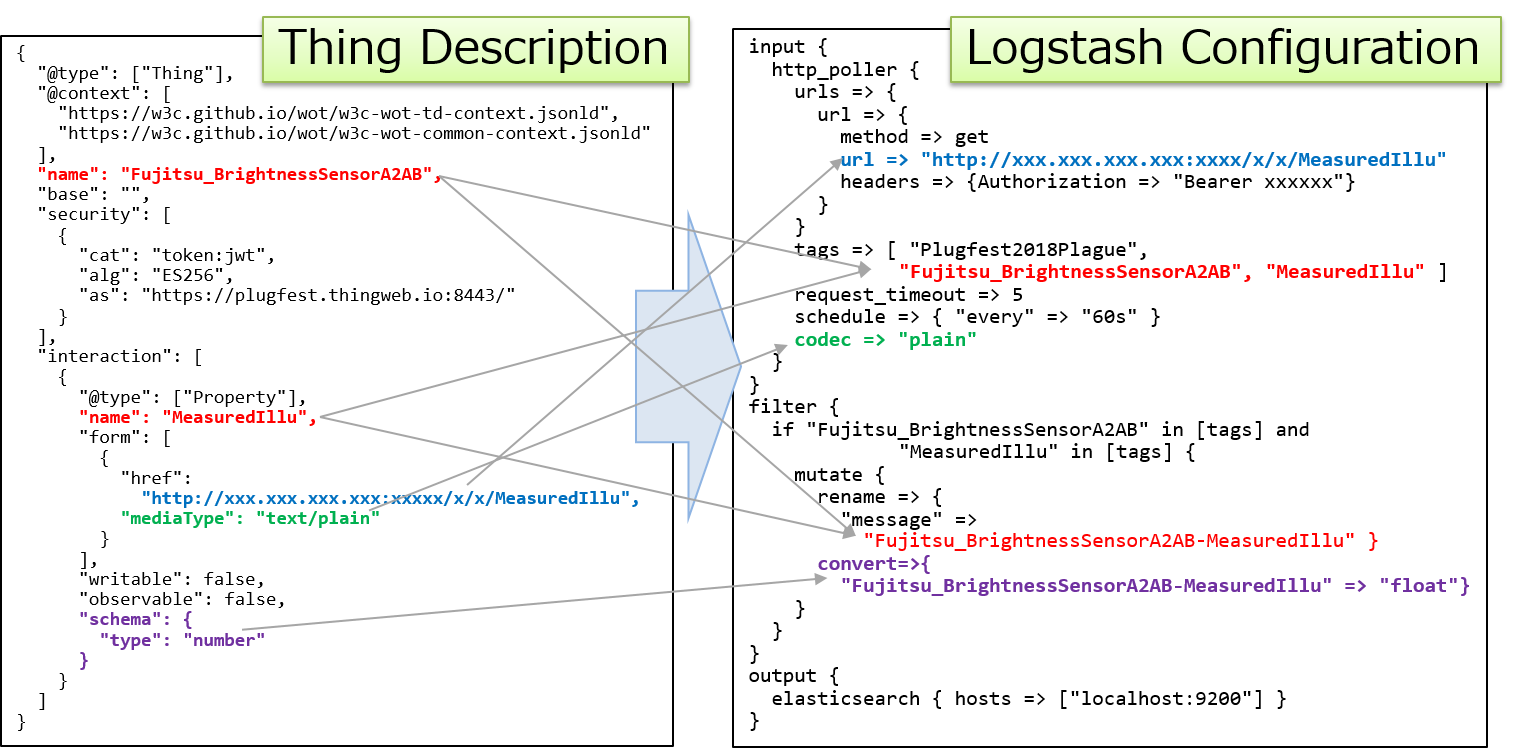 Thing Description
{
"@type": ["Thing"],
"@context": [
"https://w3c.github.io/wot/w3c-wot-td-context.jsonld",
"https://w3c.github.io/wot/w3c-wot-common-context.jsonld"
],
"name": "Fujitsu_BrightnessSensorA2AB",
"base": "",
"security": [
{
"cat": "token:jwt",
"alg": "ES256",
"as": "https://plugfest.thingweb.io:8443/"
}
],
"interaction": [
{
"@type": ["Property"],
"name": "MeasuredIllu",
"form": [
{
"href":
"http://xxx.xxx.xxx.xxx:xxxxx/x/x/MeasuredIllu",
"mediaType": "text/plain"
}
],
"writable": false,
"observable": false,
"schema": {
"type": "number"
}
}
]
}
Logstash Configuration
input {
http_poller {
urls => {
url => {
method => get
url => "http://xxx.xxx.xxx.xxx:xxxx/x/x/MeasuredIllu"
headers => {Authorization => "Bearer xxxxxx"}
}
}
tags => [ "Plugfest2018Plague",
"Fujitsu_BrightnessSensorA2AB", "MeasuredIllu" ]
request_timeout => 5
schedule => { "every" => "60s" }
codec => "plain"
}
}
filter {
if "Fujitsu_BrightnessSensorA2AB" in [tags] and
"MeasuredIllu" in [tags] {
mutate {
rename => {
"message" =>
"Fujitsu_BrightnessSensorA2AB-MeasuredIllu" }
convert=>{
"Fujitsu_BrightnessSensorA2AB-MeasuredIllu" => "float"}
}
}
}
output {
elasticsearch { hosts => ["localhost:9200"] }
}